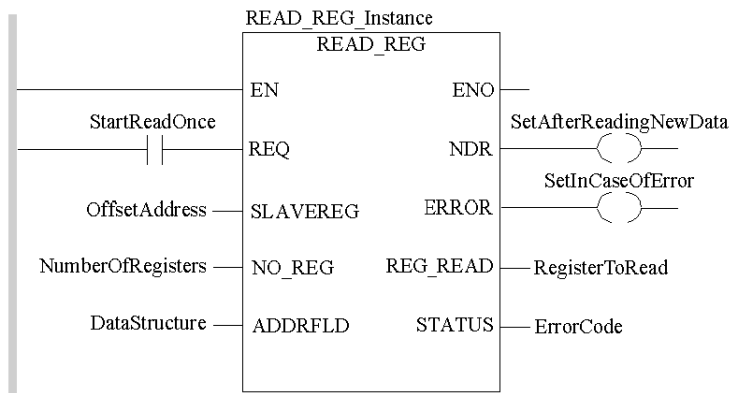 READ_REG_Instance
READ_REG
EN ENO
StartReadOnce SetAfterReadingNewData
REQ NDR
SetInCaseOfError
OffsetAddress SLAVEREG ERROR
NumberOfRegisters NO_REG REG_READ RegisterToRead
DataStructure ADDRFLD STATUS ErrorCode